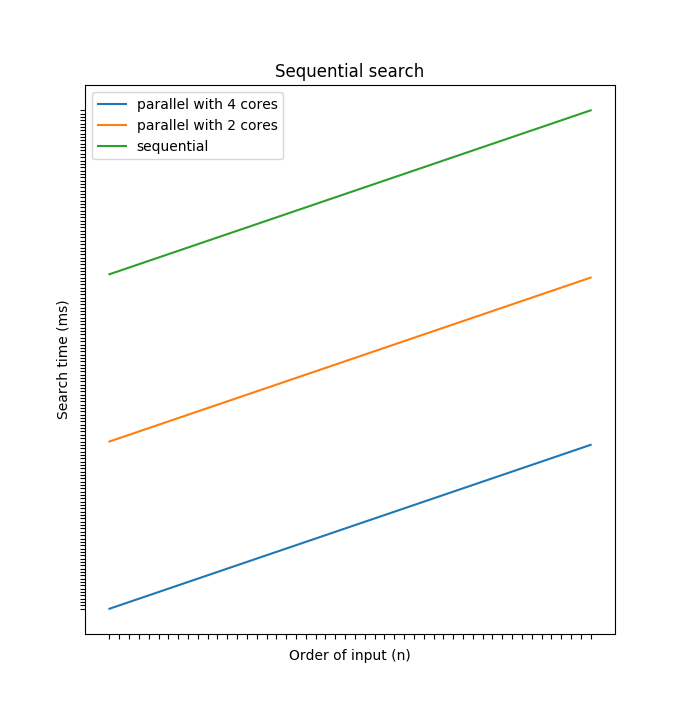 Sequential search
parallel with 4 cores
parallel with 2 cores
sequential
Search time (ms)
Order of input (n)